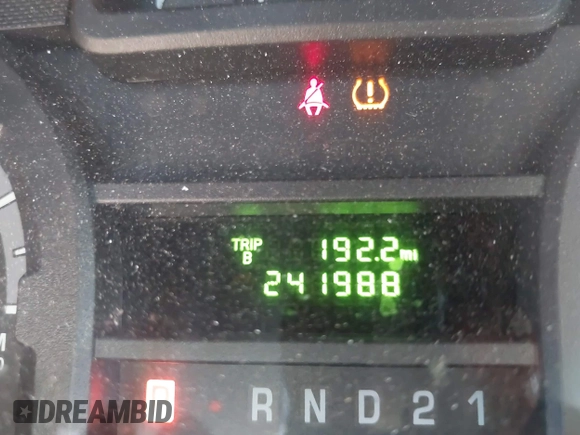 TRIP B 192.2 mi
241988
P R N D 2 1
DREAMBID